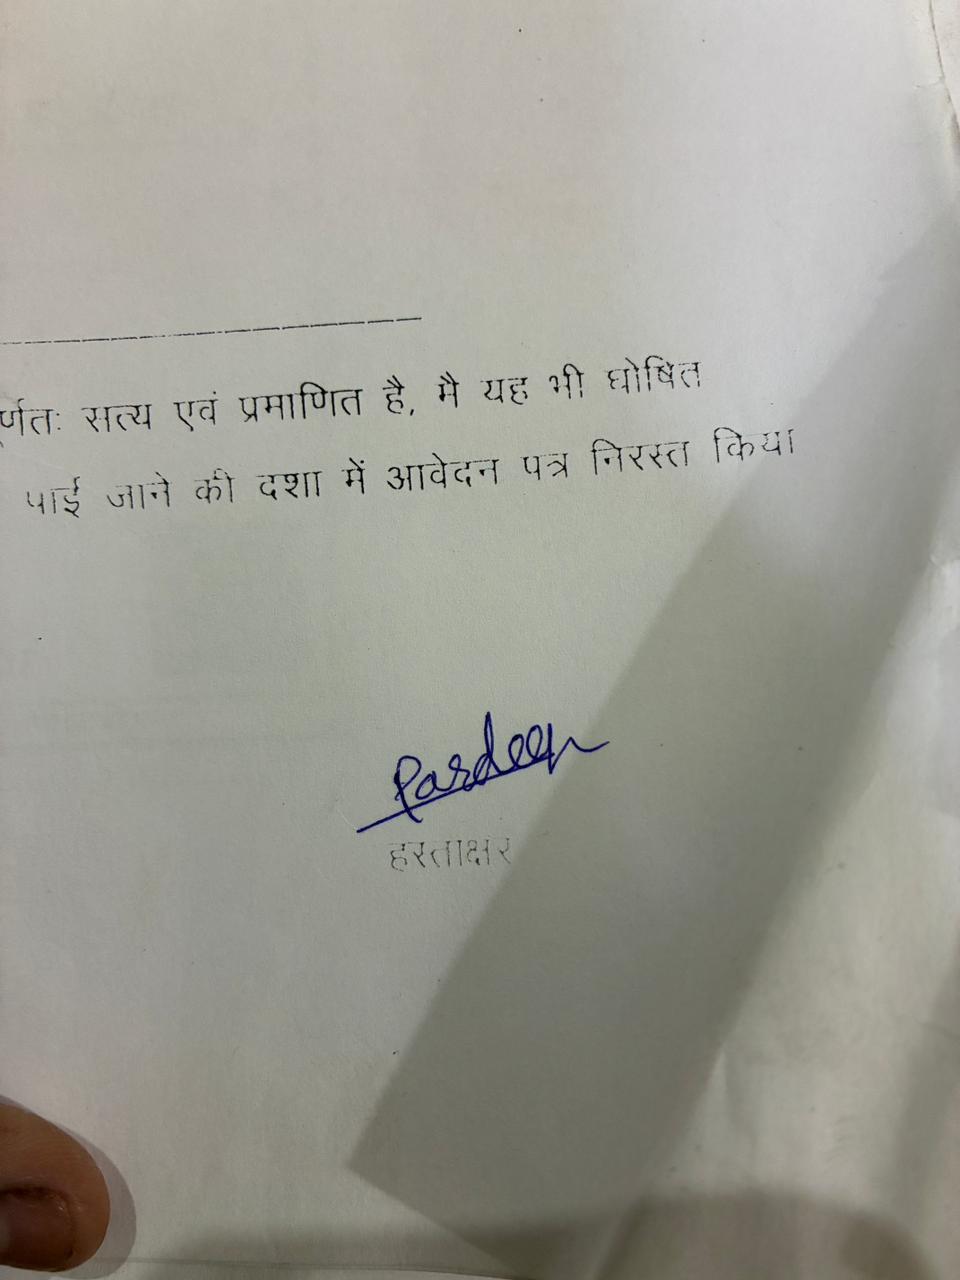 र्णतः सत्य एवं प्रमाणित है, मै यह भी घोषित
पाई जाने की दशा में आवेदन पत्र निरस्त किया
Pardeep
हस्ताक्षर